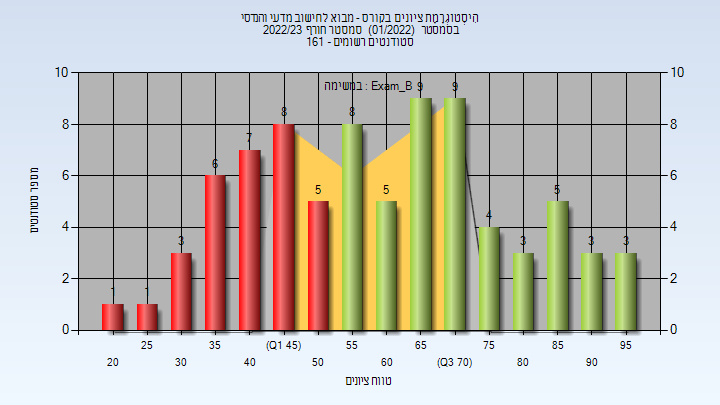 היסטוגרמת ציונים בקורס - מבוא לחישוב מדעי והנדסי
בסמסטר (01/2022) סמסטר חורף 2022/23
סטודנטים רשומים - 161
במשימה : Exam_B
10 10
8 8
6 6
4 4
2 2
0 0
1 1 3 6 7 8 5 8 5 9 9 4 3 5 3 3
מספר סטודנטים
25 35 (Q1 45) 55 65 75 85 95
20 30 40 50 60 (Q3 70) 80 90
טווח ציונים